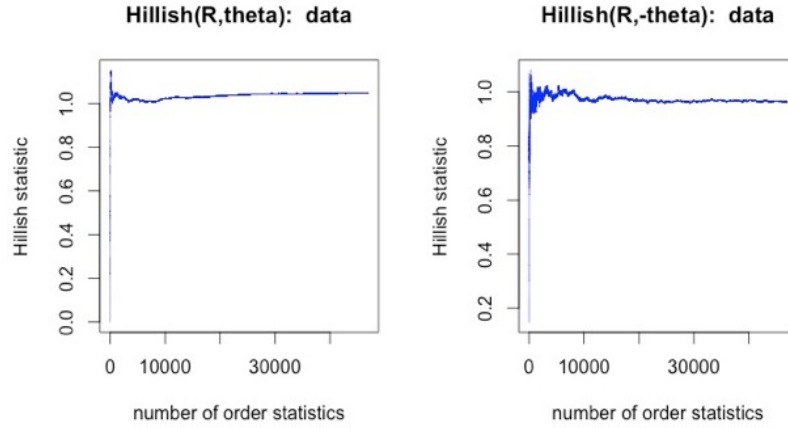 Hillish(R,theta): data
Hillish statistic
0.0 0.2 0.4 0.6 0.8 1.0
0 10000 30000
number of order statistics
Hillish(R,-theta): data
Hillish statistic
0.2 0.4 0.6 0.8 1.0
0 10000 30000
number of order statistics